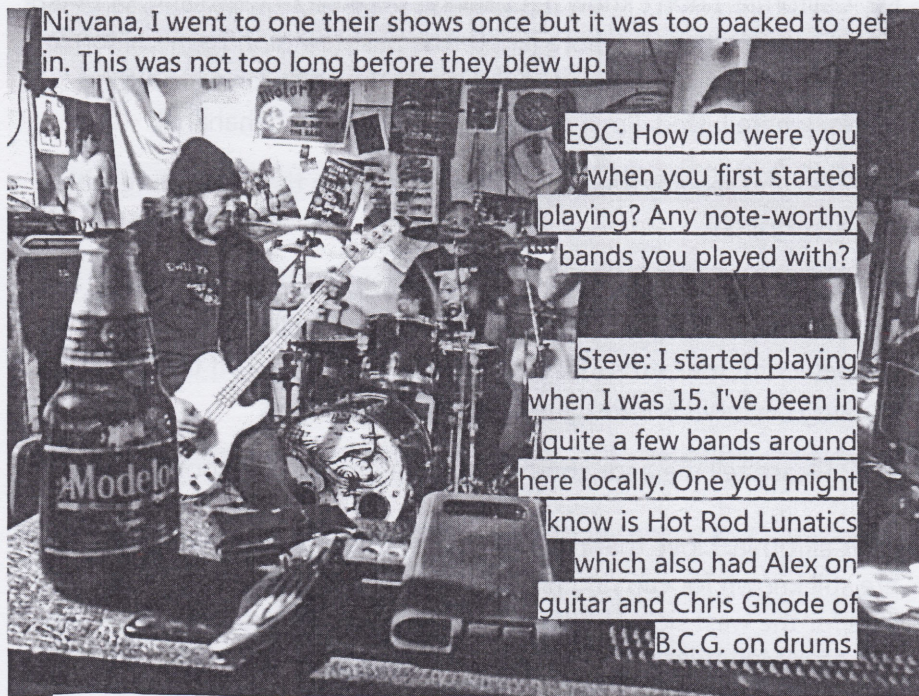 Nirvana, I went to one their shows once but it was too packed to get
in. This was not too long before they blew up.
EOC: How old were you
when you first started
playing? Any note-worthy
bands you played with?
Steve: I started playing
when I was 15. I've been in
quite a few bands around
here locally. One you might
know is Hot Rod Lunatics
which also had Alex on
guitar and Chris Ghode of
B.C.G. on drums.
Modelo